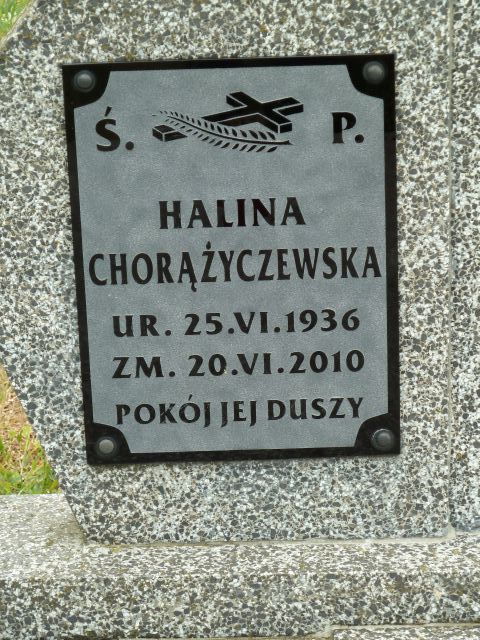 Ś. P.
HALINA
CHORĄŻYCZEWSKA
UR. 25.VI.1936
ZM. 20.VI.2010
POKÓJ JEJ DUSZY